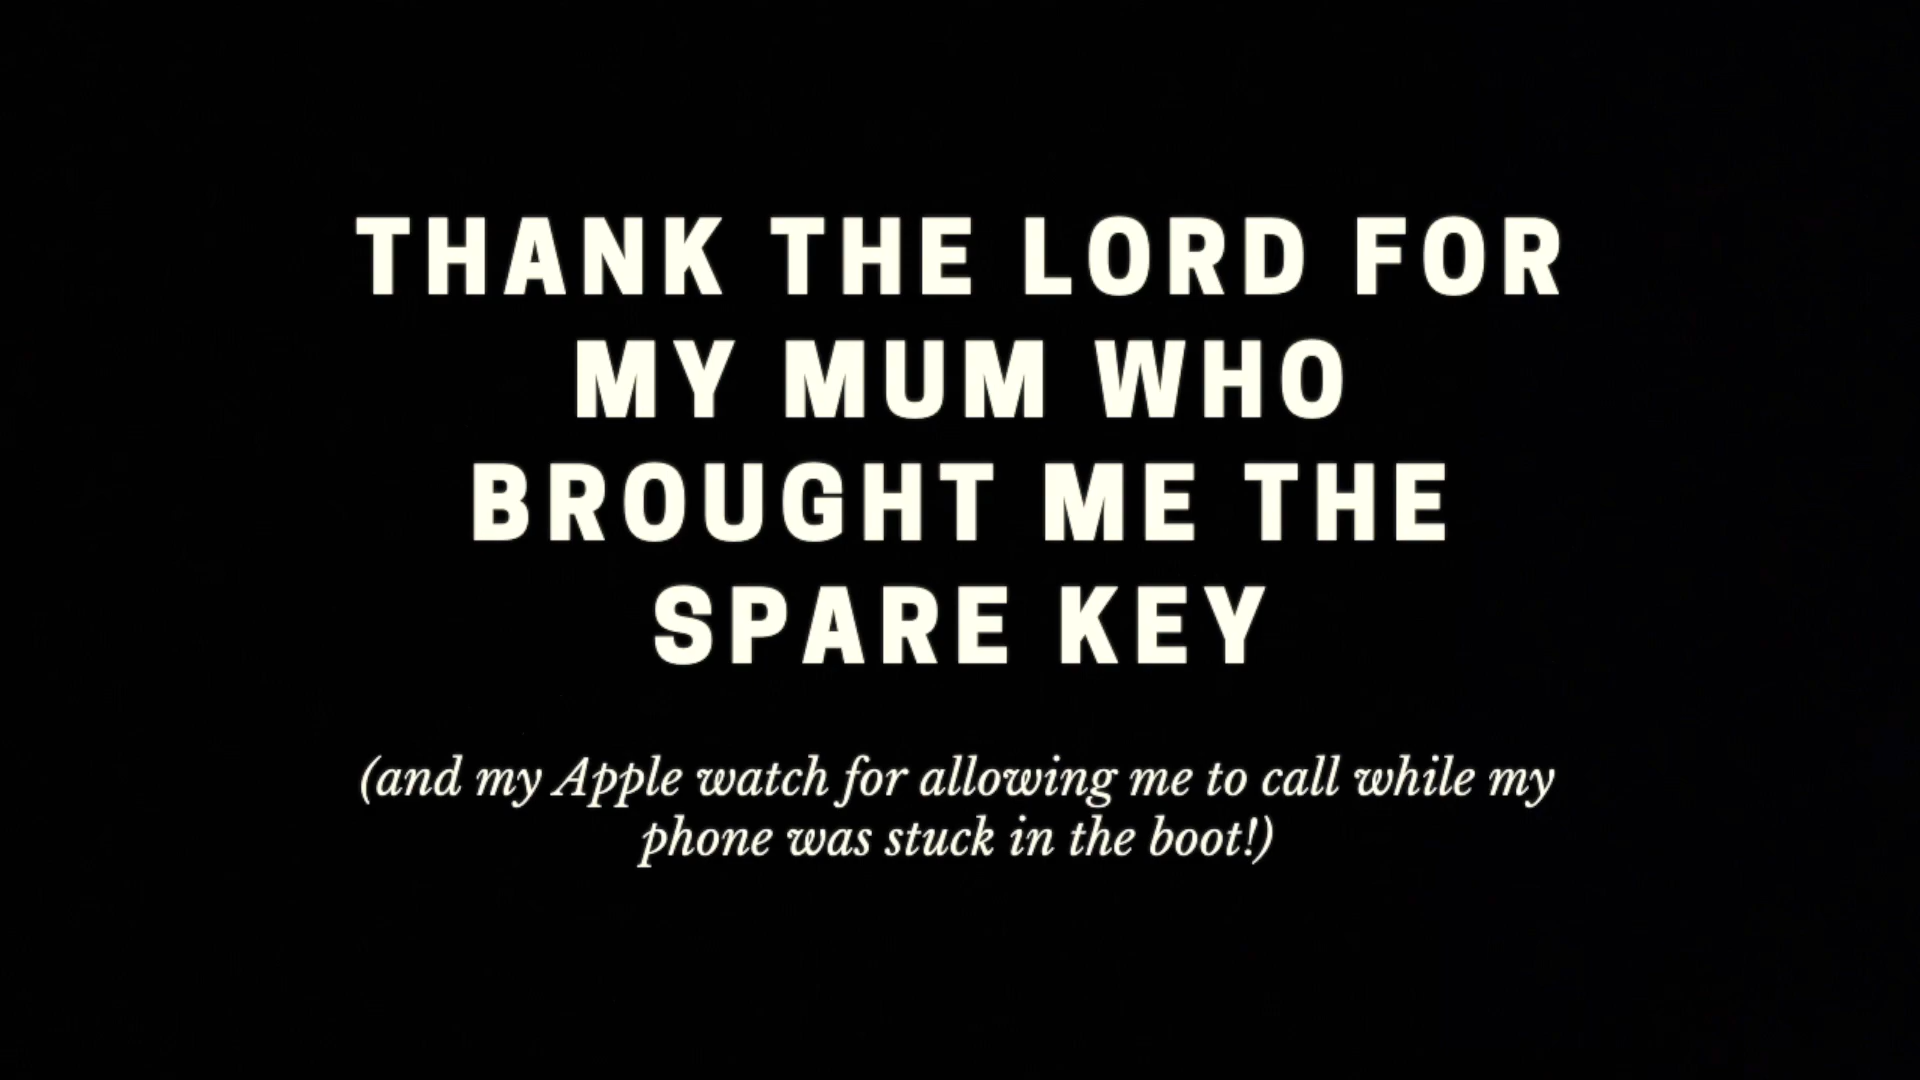 THANK THE LORD FOR
MY MUM WHO
BROUGHT ME THE
SPARE KEY
(and my Apple watch for allowing me to call while my
phone was stuck in the boot!)